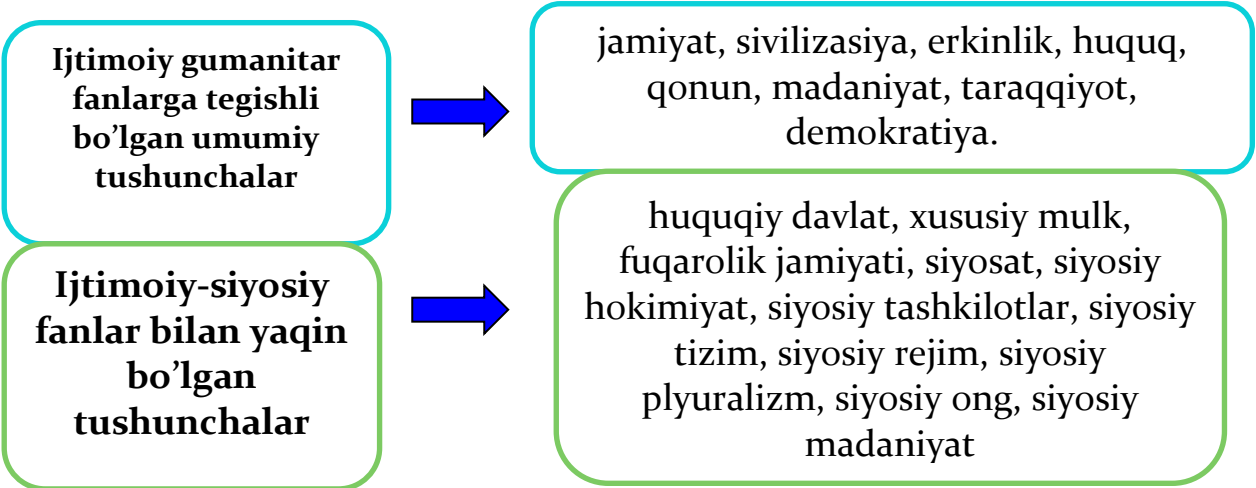 Ijtimoiy gumanitar
fanlarga tegishli
bo’lgan umumiy
tushunchalar
jamiyat, sivilizasiya, erkinlik, huquq,
qonun, madaniyat, taraqqiyot,
demokratiya.
Ijtimoiy-siyosiy
fanlar bilan yaqin
bo’lgan
tushunchalar
huquqiy davlat, xususiy mulk,
fuqarolik jamiyati, siyosat, siyosiy
hokimiyat, siyosiy tashkilotlar, siyosiy
tizim, siyosiy rejim, siyosiy
plyuralizm, siyosiy ong, siyosiy
madaniyat